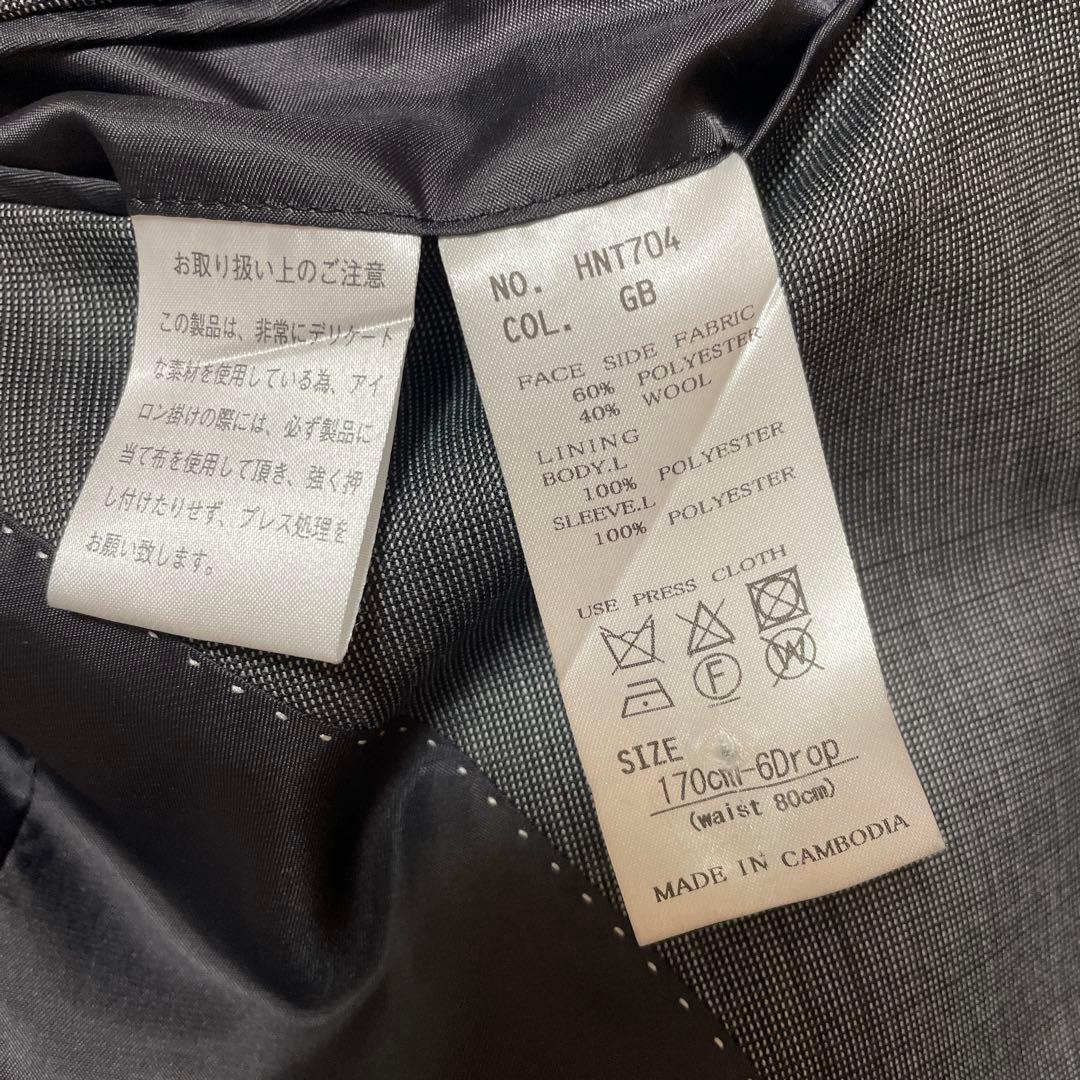 お取り扱い上のご注意
この製品は、非常にデリケート
な素材を使用している為、アイ
ロン掛けの際には、必ず製品に
当て布を使用して頂き、強く押
し付けたりせず、プレス処理を
お願い致します。
NO. HNT704
COL. GB
FACE SIDE FABRIC
60% POLYESTER
40% WOOL
LINING
BODY.L
100% POLYESTER
SLEEVE.L
100% POLYESTER
USE PRESS CLOTH
F W
SIZE
170cm-6Drop
(waist 80cm)
MADE IN CAMBODIA